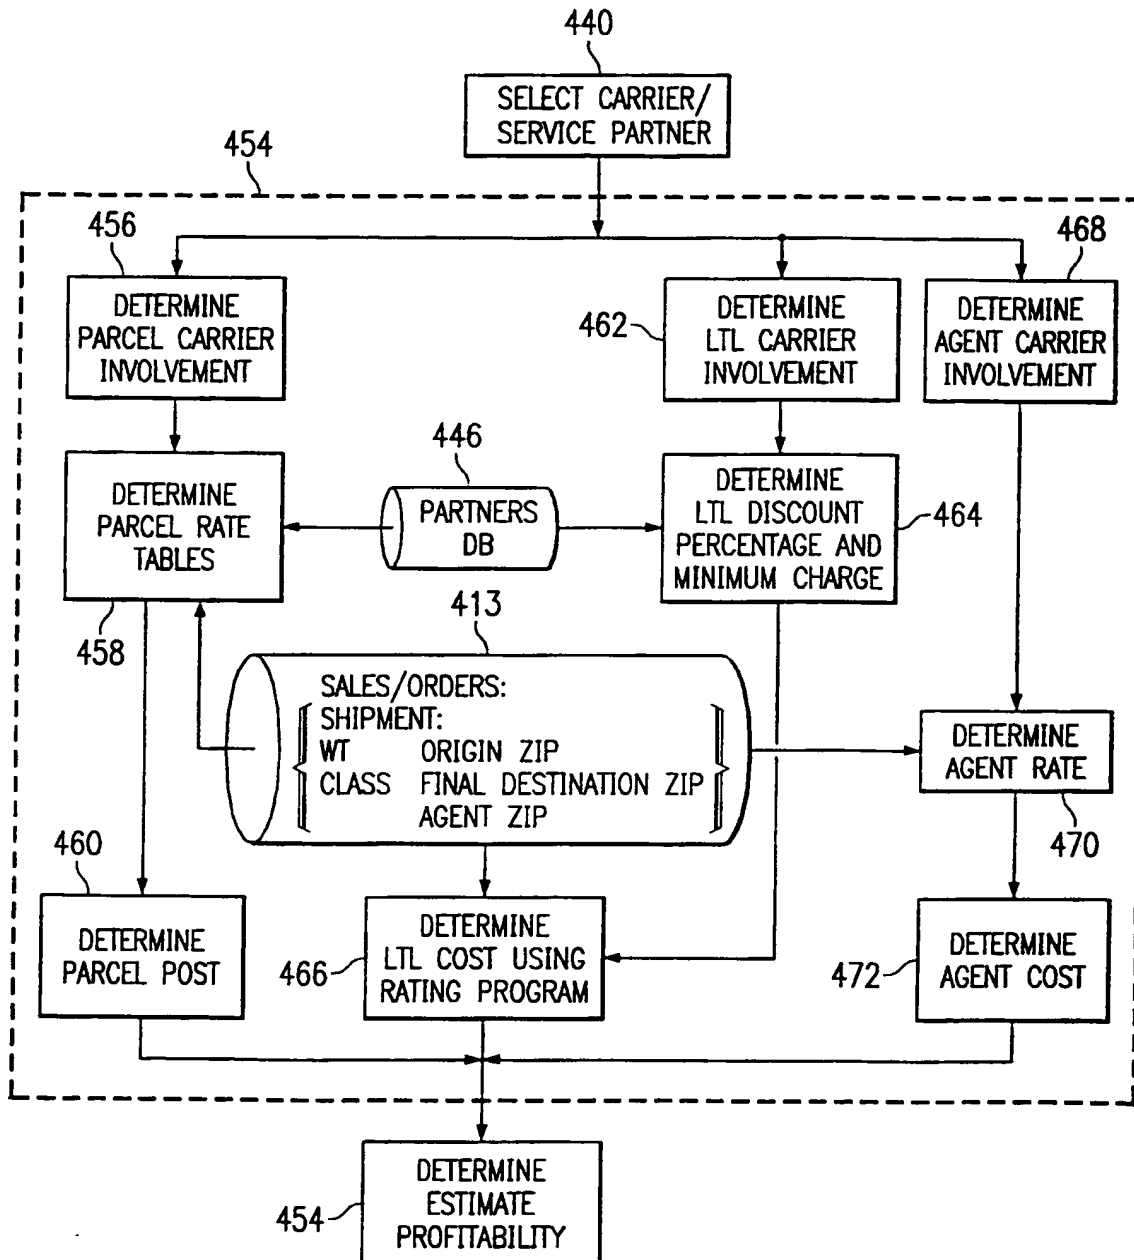 440
SELECT CARRIER/
SERVICE PARTNER
454
456
DETERMINE
PARCEL CARRIER
INVOLVEMENT
462
DETERMINE
LTL CARRIER
INVOLVEMENT
468
DETERMINE
AGENT CARRIER
INVOLVEMENT
DETERMINE
PARCEL RATE
TABLES
458
446
PARTNERS
DB
DETERMINE
LTL DISCOUNT
PERCENTAGE AND
MINIMUM CHARGE
464
413
SALES/ORDERS:
SHIPMENT:
WT ORIGIN ZIP
CLASS FINAL DESTINATION ZIP
AGENT ZIP
DETERMINE
AGENT RATE
470
460
DETERMINE
PARCEL POST
466
DETERMINE
LTL COST USING
RATING PROGRAM
472
DETERMINE
AGENT COST
454
DETERMINE
ESTIMATE
PROFITABILITY